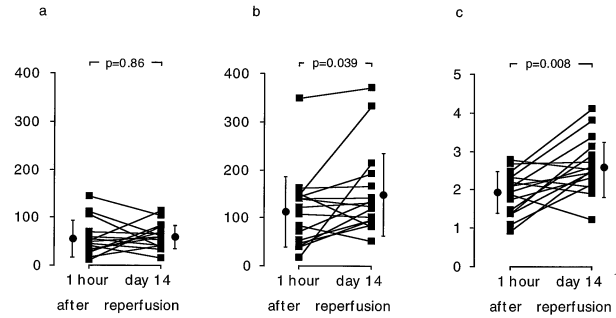 a b c
p=0.86 p=0.039 p=0.008
400 400 5
4
300 300
3
200 200
2
100 100
1
0 0 0
1 hour day 14 1 hour day 14 1 hour day 14
after reperfusion after reperfusion after reperfusion